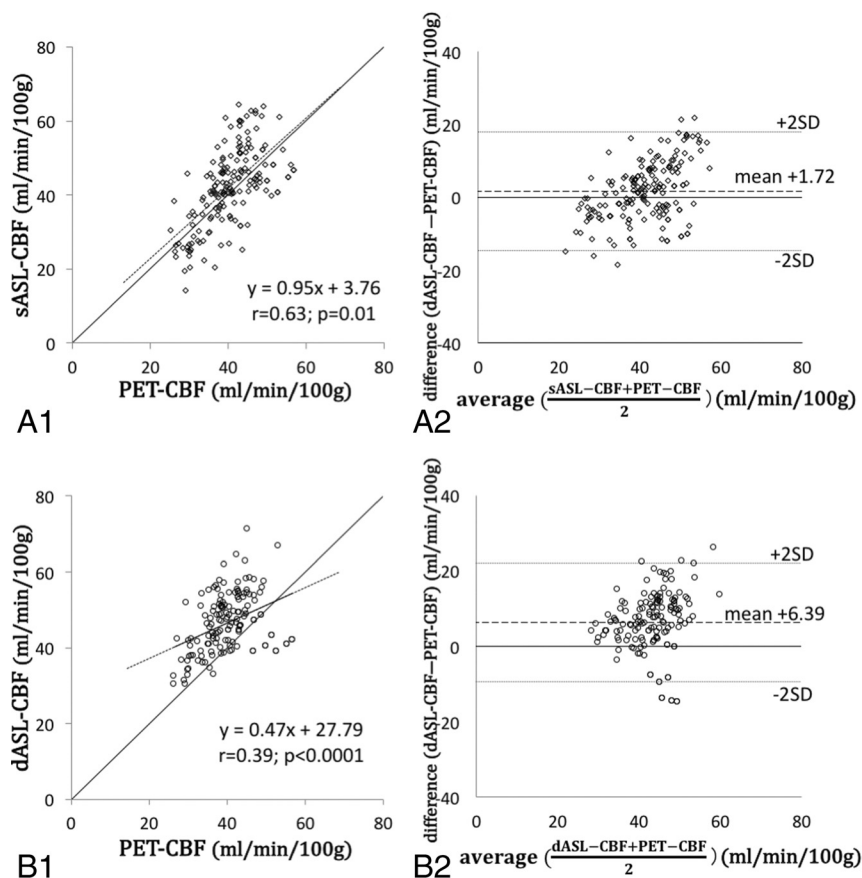 80
60
40
20
0
0 20 40 60 80
sASL-CBF (ml/min/100g)
y = 0.95x + 3.76
r=0.63; p=0.01
PET-CBF (ml/min/100g)
A1
40
20
0
-20
-40
0 20 40 60 80
difference (dASL-CBF－PET-CBF) (ml/min/100g)
+2SD
mean +1.72
-2SD
average (sASL－CBF+PET－CBF/2) (ml/min/100g)
A2
80
60
40
20
0
0 20 40 60 80
dASL-CBF (ml/min/100g)
y = 0.47x + 27.79
r=0.39; p<0.0001
PET-CBF (ml/min/100g)
B1
40
20
0
-20
-40
0 20 40 60 80
difference (dASL-CBF－PET-CBF) (ml/min/100g)
+2SD
mean +6.39
-2SD
average (dASL－CBF+PET－CBF/2) (ml/min/100g)
B2